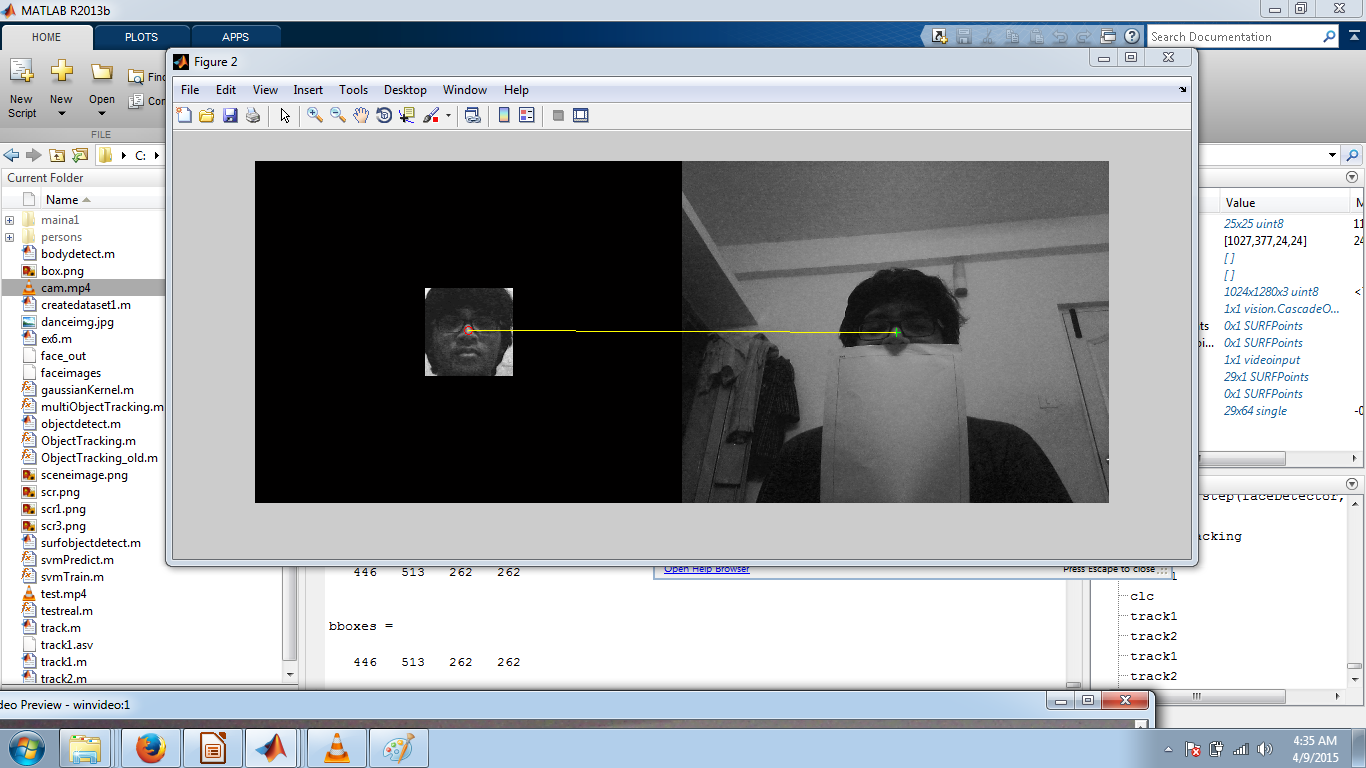 MATLAB R2013b
HOME PLOTS APPS
Search Documentation
Figure 2
File Edit View Insert Tools Desktop Window Help
New Script
New
Open
FILE
C:
Current Folder
Name
maina1
persons
bodydetect.m
box.png
cam.mp4
createdataset1.m
danceimg.jpg
ex6.m
face_out
faceimages
gaussianKernel.m
multiObjectTracking.m
objectdetect.m
ObjectTracking.m
ObjectTracking_old.m
sceneimage.png
scr.png
scr1.png
scr3.png
surfobjectdetect.m
svmPredict.m
svmTrain.m
test.mp4
testreal.m
track.m
track1.asv
track1.m
track2.m
Value M
25x25 uint8 11
[1027,377,24,24] 24
[ ]
[ ]
1024x1280x3 uint8 <
1x1 vision.CascadeO...
0x1 SURFPoints
0x1 SURFPoints
1x1 videoinput
29x1 SURFPoints
0x1 SURFPoints
29x64 single -0
Open Help Browser Press Escape to close
446 513 262 262
bboxes =
446 513 262 262
step(faceDetector,
acking
1
clc
track1
track2
track1
track2
deo Preview - winvideo:1
4:35 AM
4/9/2015